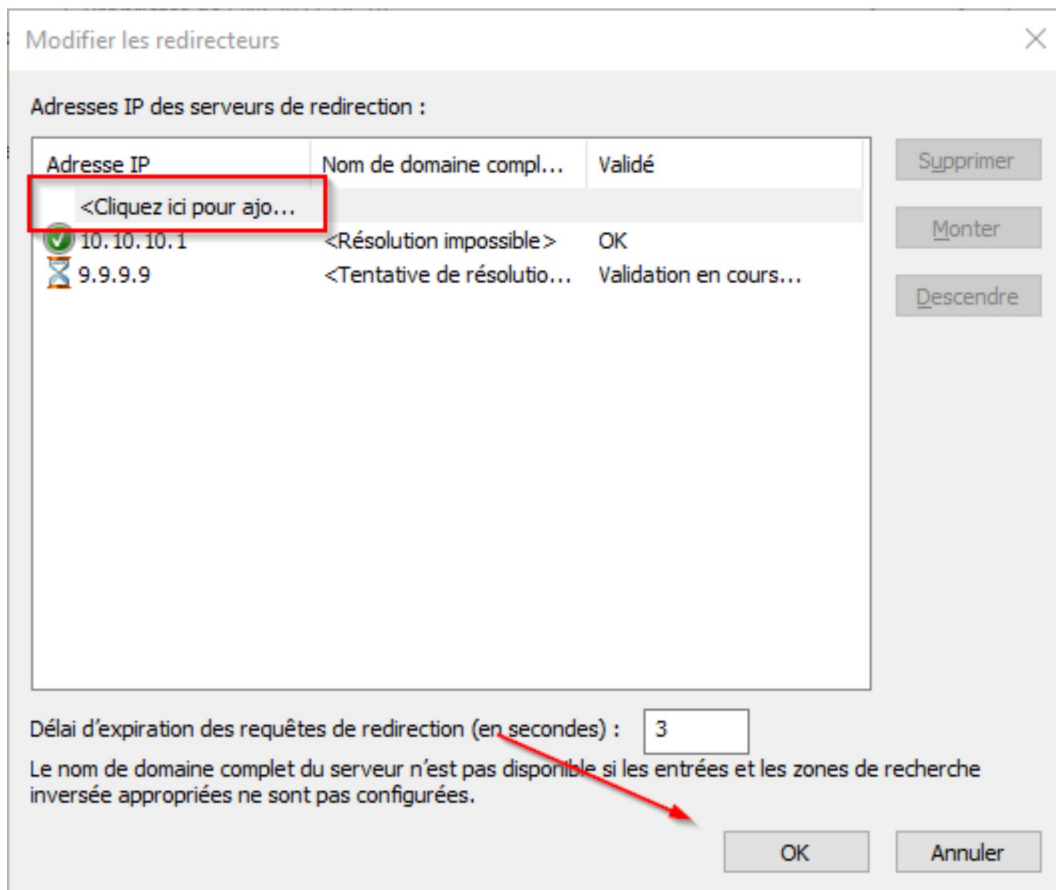 Modifier les redirecteurs
Adresses IP des serveurs de redirection :
Adresse IP Nom de domaine compl... Validé
<Cliquez ici pour ajo...
10.10.10.1 <Résolution impossible> OK
9.9.9.9 <Tentative de résolutio... Validation en cours...
Supprimer
Monter
Descendre
Délai d’expiration des requêtes de redirection (en secondes) : 3
Le nom de domaine complet du serveur n’est pas disponible si les entrées et les zones de recherche
inversée appropriées ne sont pas configurées.
OK Annuler